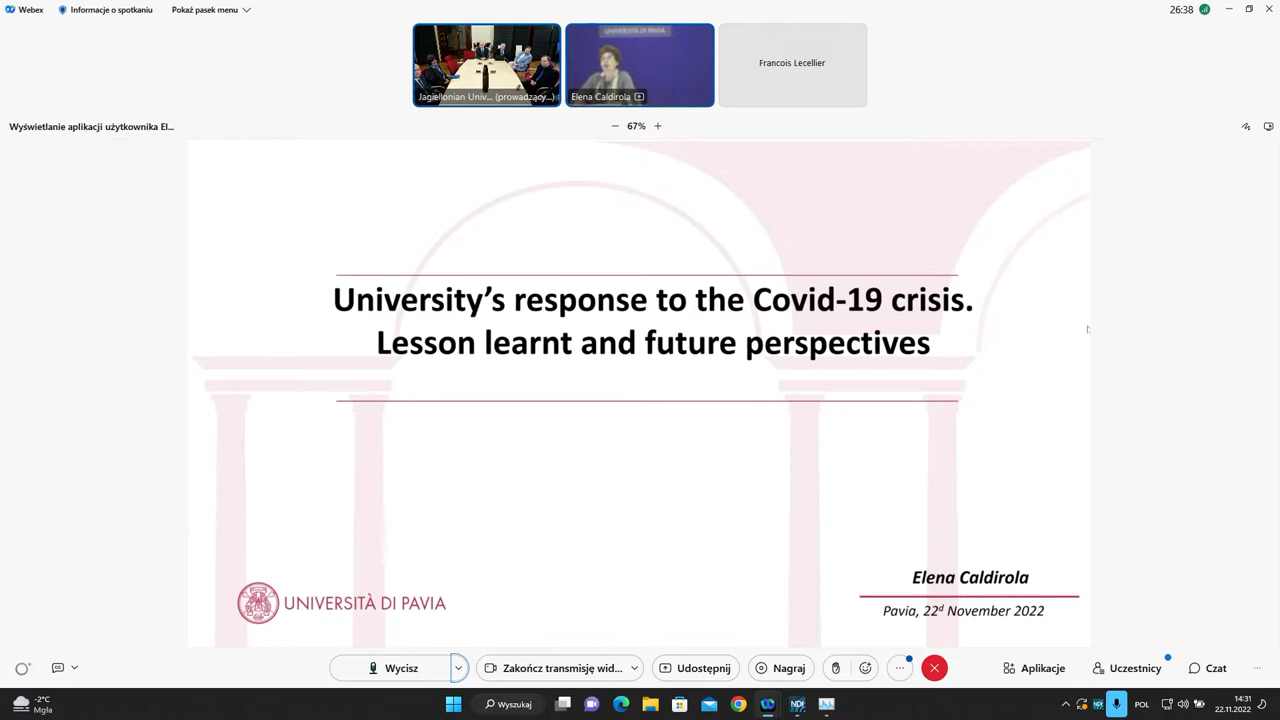 Webex
Informacje o spotkaniu
Pokaż pasek menu
26:38
Jagiellonian Univ... (prowadzący...)
UNIVERSITÀ DI PAVIA
Elena Caldirola
Francois Lecellier
Wyświetlanie aplikacji użytkownika El...
67%
University's response to the Covid-19 crisis.
Lesson learnt and future perspectives
Elena Caldirola
UNIVERSITÀ DI PAVIA
Pavia, 22d November 2022
Wycisz
Zakończ transmisję wid...
Udostępnij
Nagraj
Aplikacje
Uczestnicy
Czat
-2°C
Mgła
Wyszukaj
POL
14:31
22.11.2022